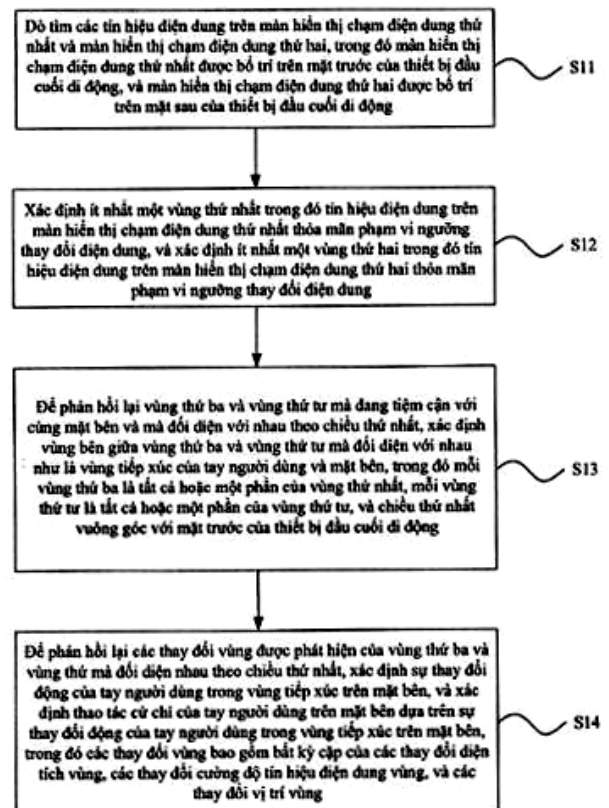 Dò tìm các tín hiệu điện dung trên màn hiển thị chạm điện dung thứ
nhất và màn hiển thị chạm điện dung thứ hai, trong đó màn hiển thị
chạm điện dung thứ nhất được bố trí trên mặt trước của thiết bị đầu
cuối di động, và màn hiển thị chạm điện dung thứ hai được bố trí
trên mặt sau của thiết bị đầu cuối di động
S11
Xác định ít nhất một vùng thứ nhất trong đó tín hiệu điện dung trên
màn hiển thị chạm điện dung thứ nhất thỏa mãn phạm vi ngưỡng
thay đổi điện dung, và xác định ít nhất một vùng thứ hai trong đó tín
hiệu điện dung trên màn hiển thị chạm điện dung thứ hai thỏa mãn
phạm vi ngưỡng thay đổi điện dung
S12
Để phản hồi lại vùng thứ ba và vùng thứ tư mà đang tiệm cận với
cùng mặt bên và mà đối diện với nhau theo chiều thứ nhất, xác định
vùng bên giữa vùng thứ ba và vùng thứ tư mà đối diện với nhau
như là vùng tiếp xúc của tay người dùng và mặt bên, trong đó mỗi
vùng thứ ba là tất cả hoặc một phần của vùng thứ nhất, mỗi vùng
thứ tư là tất cả hoặc một phần của vùng thứ tư, và chiều thứ nhất
vuông góc với mặt trước của thiết bị đầu cuối di động
S13
Để phản hồi lại các thay đổi vùng được phát hiện của vùng thứ ba và
vùng thứ mà đối diện nhau theo chiều thứ nhất, xác định sự thay đổi
động của tay người dùng trong vùng tiếp xúc trên mặt bên, và xác
định thao tác cử chỉ của tay người dùng trên mặt bên dựa trên sự
thay đổi động của tay người dùng trong vùng tiếp xúc trên mặt bên,
trong đó các thay đổi vùng bao gồm bất kỳ cặp của các thay đổi diện
tích vùng, các thay đổi cường độ tín hiệu điện dung vùng, và các
thay đổi vị trí vùng
S14